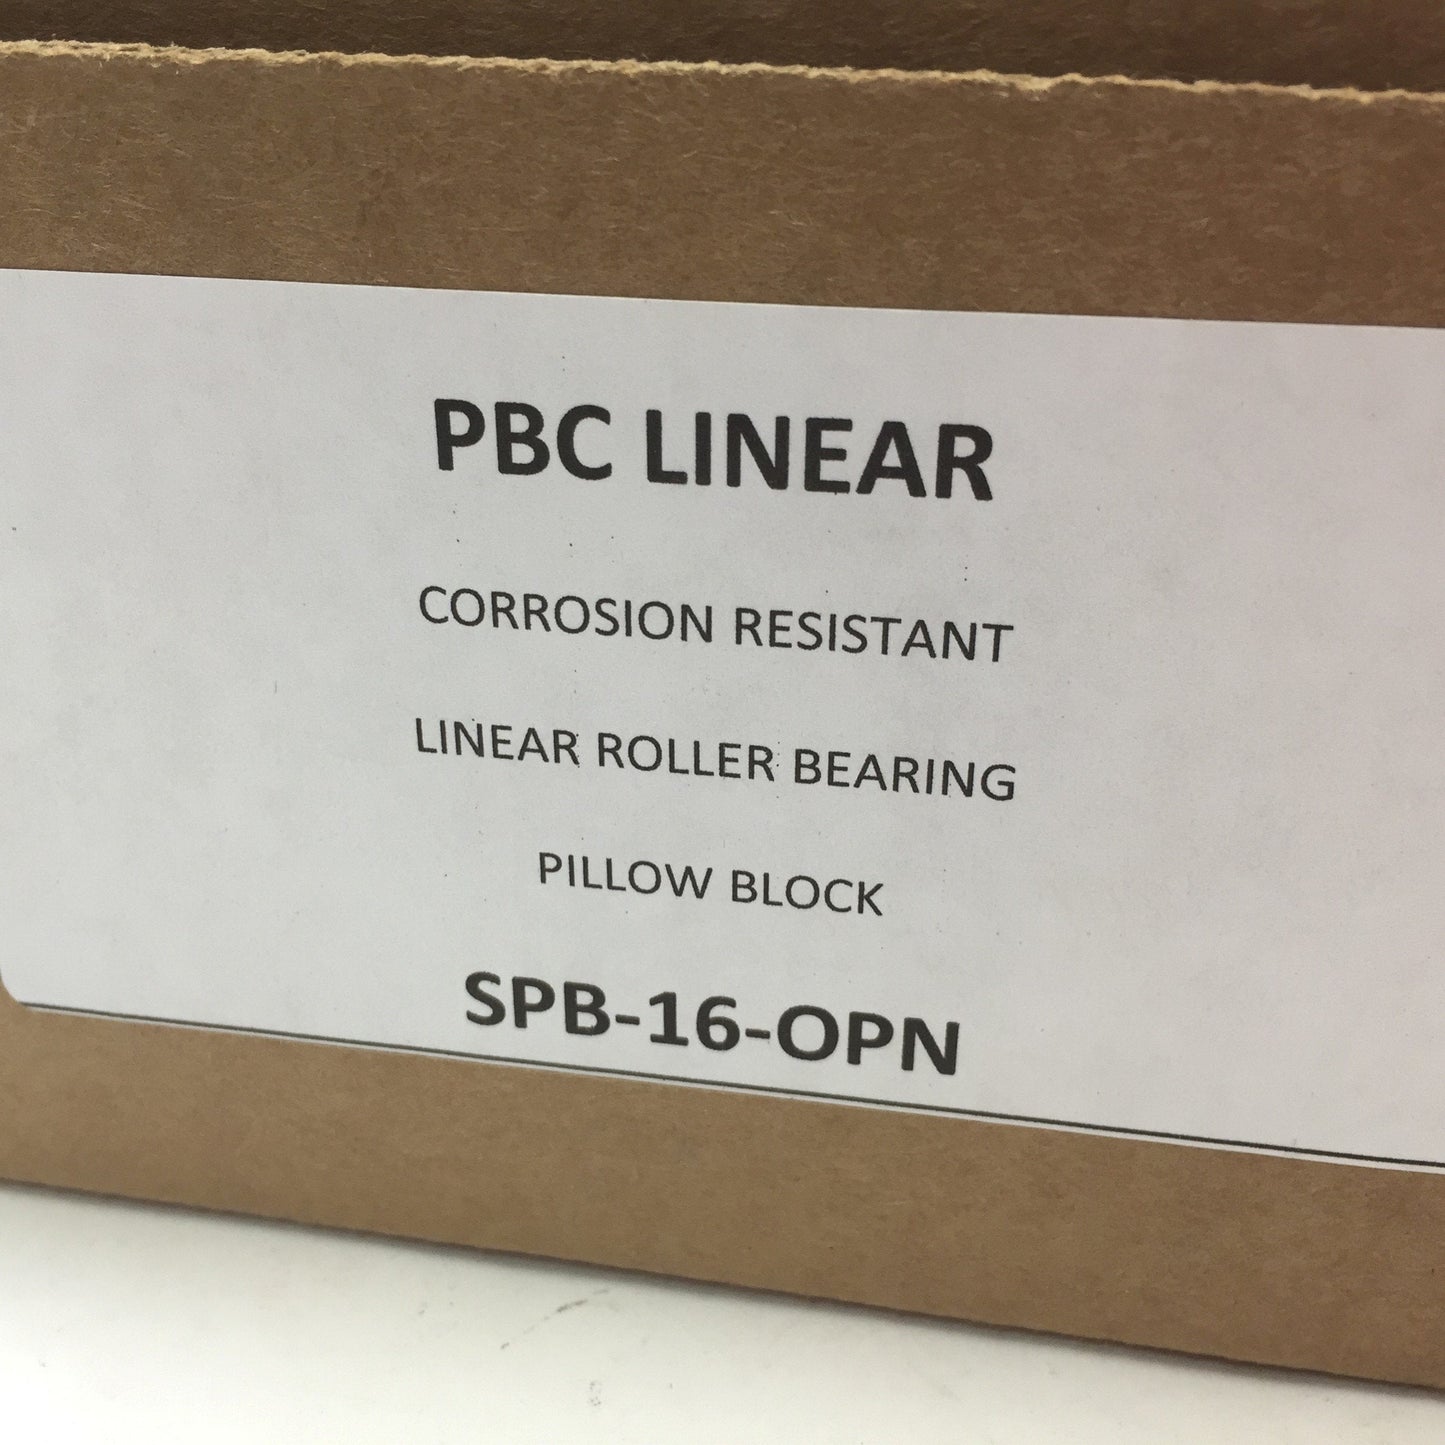 PBC LINEAR
CORROSION RESISTANT
LINEAR ROLLER BEARING
PILLOW BLOCK
SPB-16-OPN